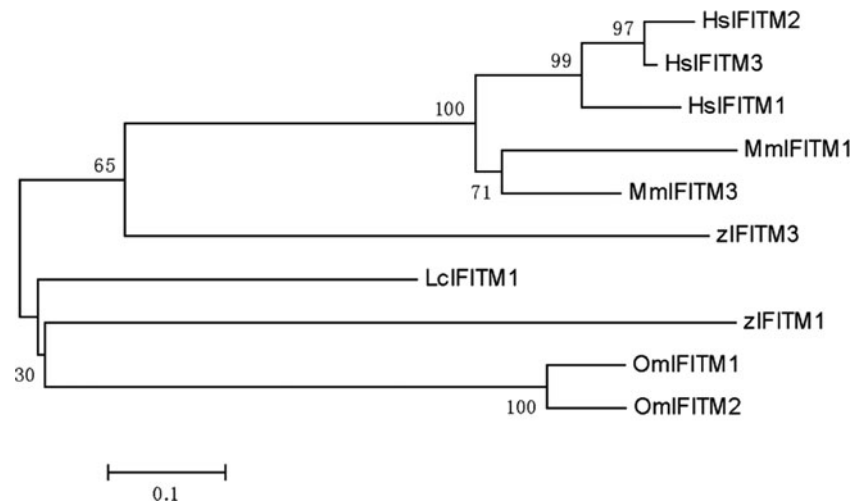 97
HsIFITM2
HsIFITM3
99
HsIFITM1
100
MmIFITM1
71
MmIFITM3
65
zIFITM3
LcIFITM1
zIFITM1
30
OmIFITM1
100
OmIFITM2
0.1